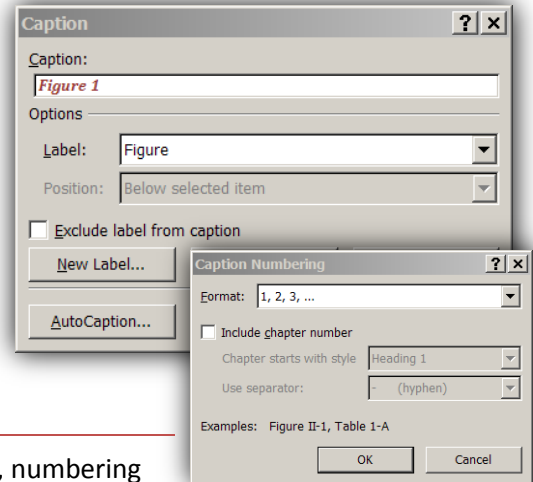 Caption
Caption:
Figure 1
Options
Label: Figure
Position: Below selected item
Exclude label from caption
New Label...
AutoCaption...
Caption Numbering
Format: 1, 2, 3, ...
Include chapter number
Chapter starts with style Heading 1
Use separator: - (hyphen)
Examples: Figure II-1, Table 1-A
OK Cancel
, numbering